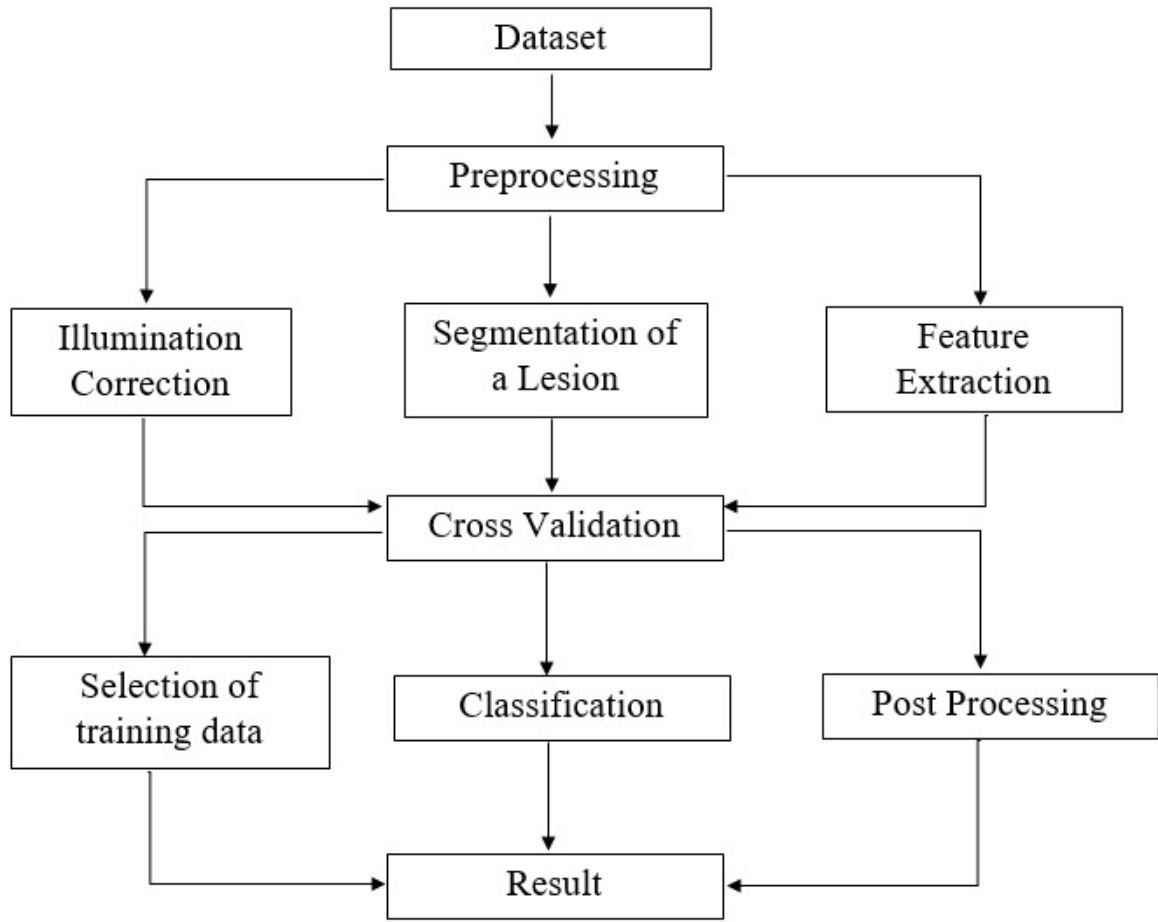 Dataset
Preprocessing
Illumination
Correction
Segmentation of
a Lesion
Feature
Extraction
Cross Validation
Selection of
training data
Classification
Post Processing
Result